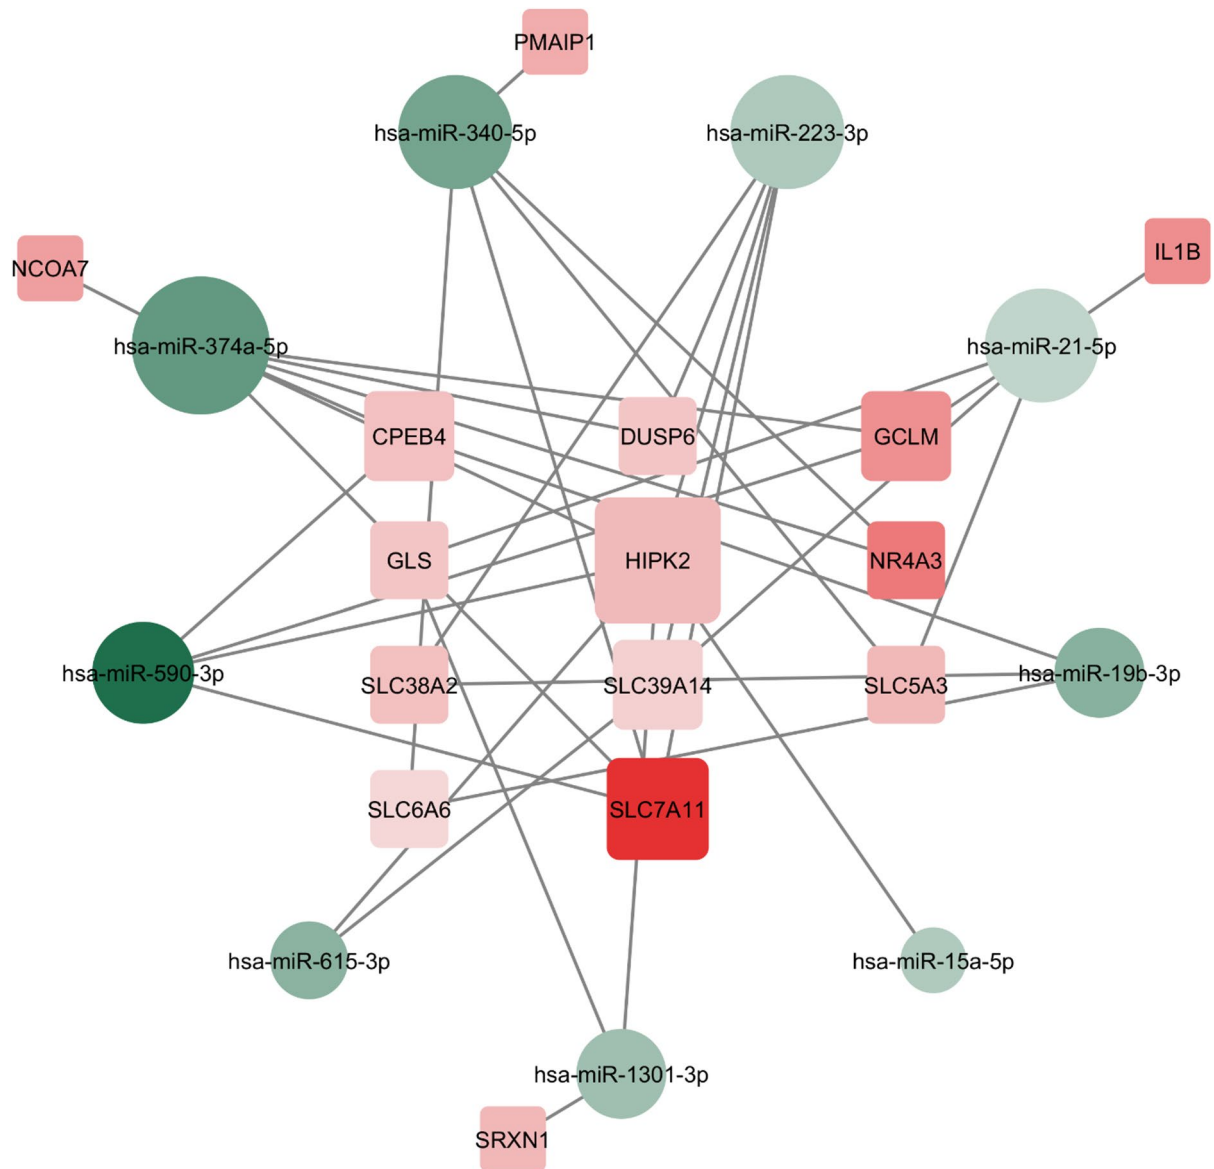 PMAIP1
hsa-miR-340-5p
hsa-miR-223-3p
NCOA7
IL1B
hsa-miR-374a-5p
hsa-miR-21-5p
CPEB4
DUSP6
GCLM
GLS
HIPK2
NR4A3
hsa-miR-590-3p
SLC38A2
SLC39A14
SLC5A3
hsa-miR-19b-3p
SLC6A6
SLC7A11
hsa-miR-615-3p
hsa-miR-15a-5p
hsa-miR-1301-3p
SRXN1